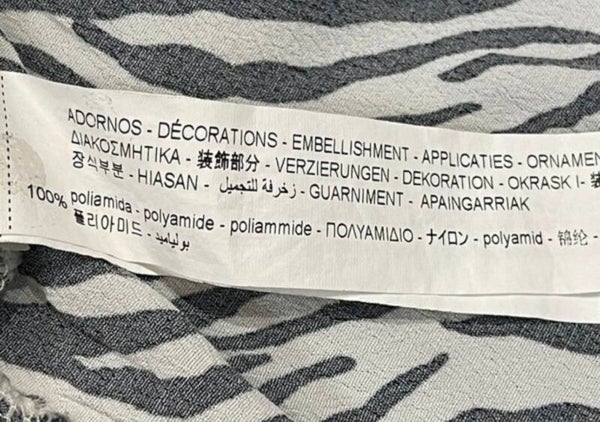 ADORNOS - DÉCORATIONS - EMBELLISHMENT - APPLICATIES - ORNAMEN
ΔΙΑΚΟΣΜΗΤΙΚΑ - 装飾部分 - VERZIERUNGEN - DEKORATION - OKRASK I- 装
장식부분 - HIASAN - زخرفة للتجميل - GUARNIMENT - APAINGARRIAK
100% poliamida - polyamide - poliammide - ΠΟΛΥΑΜΙΔΙΟ - ナイロン - polyamid - 锦纶 -
폴리아미드 - بولياميد